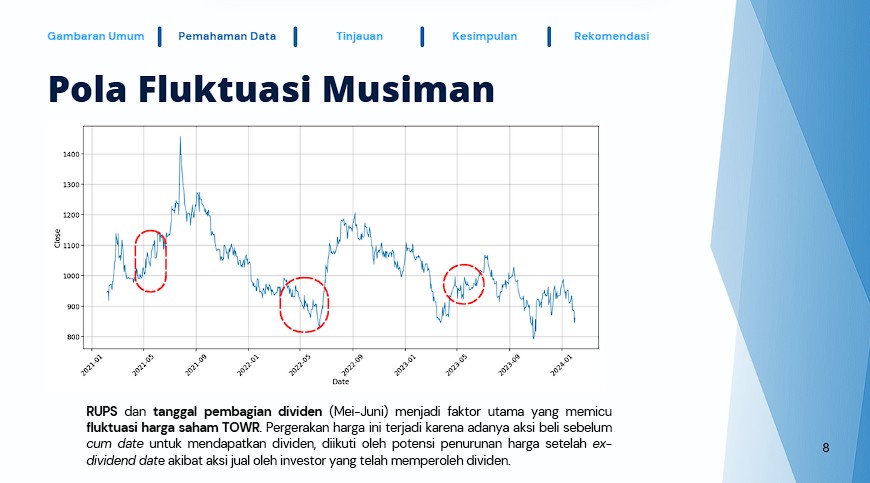 Gambaran Umum Pemahaman Data Tinjauan Kesimpulan Rekomendasi
Pola Fluktuasi Musiman
1400
1300
1200
1100
1000
900
800
Close
2021-01 2021-05 2021-09 2022-01 2022-05 2022-09 2023-01 2023-05 2023-09 2024-01
Date
RUPS dan tanggal pembagian dividen (Mei-Juni) menjadi faktor utama yang memicu
fluktuasi harga saham TOWR. Pergerakan harga ini terjadi karena adanya aksi beli sebelum
cum date untuk mendapatkan dividen, diikuti oleh potensi penurunan harga setelah ex-
dividend date akibat aksi jual oleh investor yang telah memperoleh dividen.
8